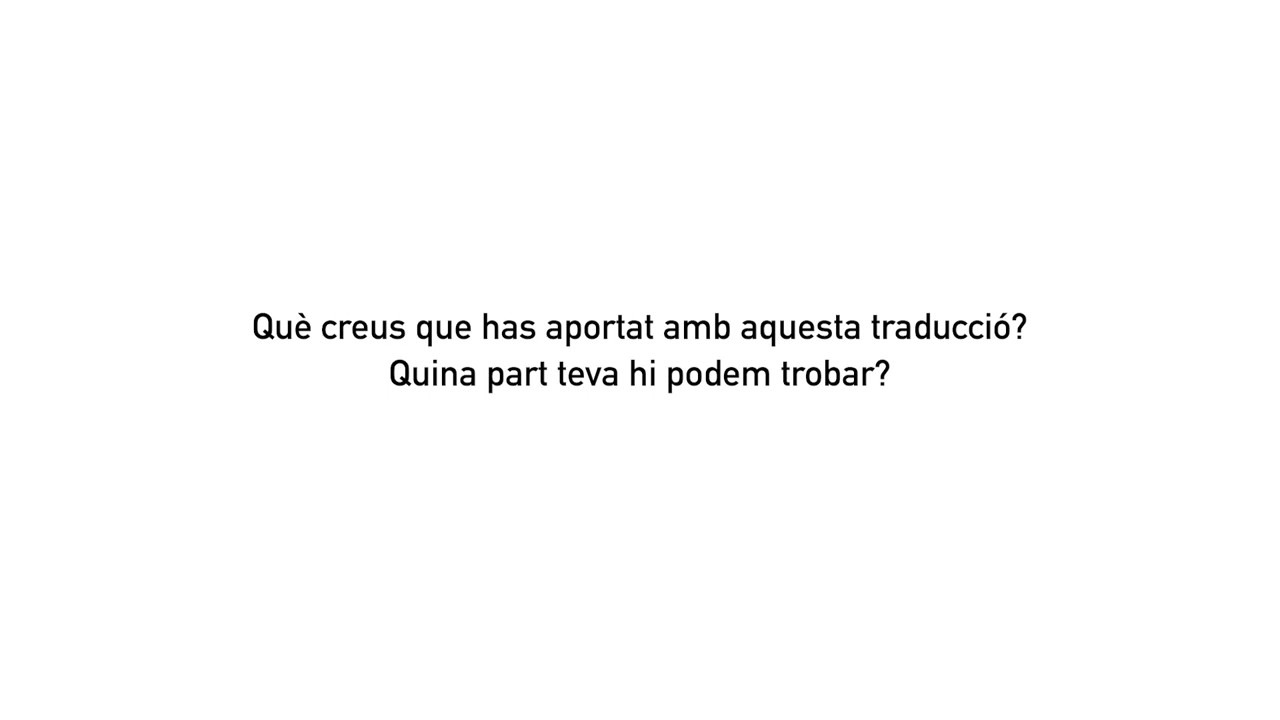 Què creus que has aportat amb aquesta traducció?
Quina part teva hi podem trobar?